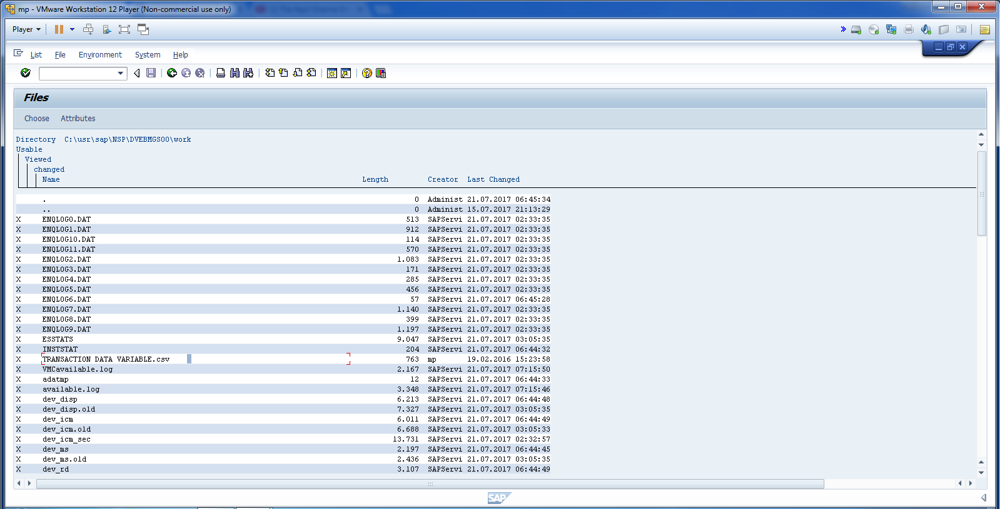 mp - VMware Workstation 12 Player (Non-commercial use only)
Player
List File Environment System Help
Files
Choose Attributes
Directory C:\usr\sap\NSP\DVEBMGS00\work
Usable
Viewed
changed
Name Length Creator Last Changed
. 0 Administ 21.07.2017 06:45:34
.. 0 Administ 15.07.2017 21:13:29
X ENQLOG0.DAT 513 SAPServi 21.07.2017 02:33:35
X ENQLOG1.DAT 912 SAPServi 21.07.2017 02:33:35
X ENQLOG10.DAT 114 SAPServi 21.07.2017 02:33:35
X ENQLOG11.DAT 570 SAPServi 21.07.2017 02:33:35
X ENQLOG2.DAT 1.083 SAPServi 21.07.2017 02:33:35
X ENQLOG3.DAT 171 SAPServi 21.07.2017 02:33:35
X ENQLOG4.DAT 285 SAPServi 21.07.2017 02:33:35
X ENQLOG5.DAT 456 SAPServi 21.07.2017 02:33:35
X ENQLOG6.DAT 57 SAPServi 21.07.2017 06:45:28
X ENQLOG7.DAT 1.140 SAPServi 21.07.2017 02:33:35
X ENQLOG8.DAT 399 SAPServi 21.07.2017 02:33:35
X ENQLOG9.DAT 1.197 SAPServi 21.07.2017 02:33:35
X ESSTATS 9.047 SAPServi 21.07.2017 03:05:35
X INSTSTAT 204 SAPServi 21.07.2017 06:44:32
X TRANSACTION DATA VARIABLE.csv 763 mp 19.02.2016 15:23:58
X VMCavailable.log 2.167 SAPServi 21.07.2017 07:15:50
X adatmp 12 SAPServi 21.07.2017 06:44:33
X available.log 3.348 SAPServi 21.07.2017 07:15:46
X dev_disp 6.213 SAPServi 21.07.2017 06:44:48
X dev_disp.old 7.327 SAPServi 21.07.2017 03:05:35
X dev_icm 6.011 SAPServi 21.07.2017 06:44:49
X dev_icm.old 6.688 SAPServi 21.07.2017 03:05:33
X dev_icm_sec 13.731 SAPServi 21.07.2017 02:32:57
X dev_ms 2.197 SAPServi 21.07.2017 06:44:45
X dev_ms.old 2.436 SAPServi 21.07.2017 03:05:35
X dev_rd 3.107 SAPServi 21.07.2017 06:44:49
SAP